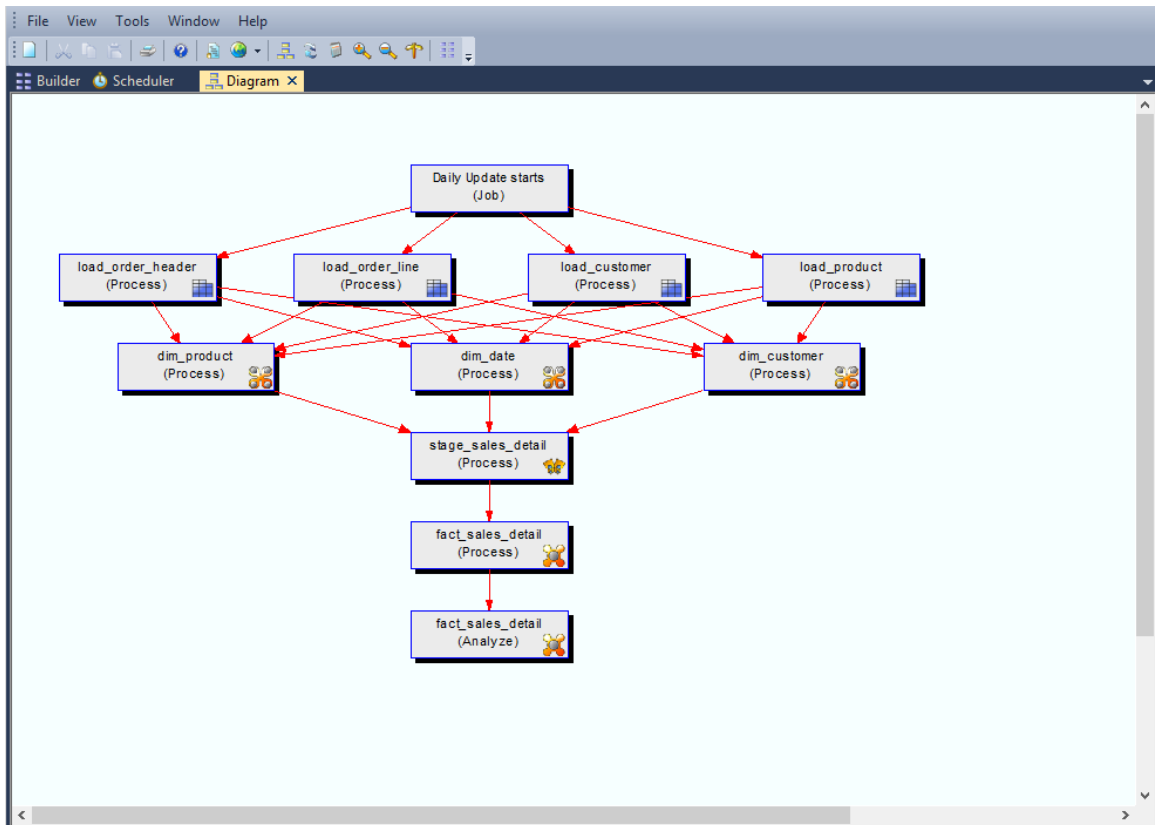 File View Tools Window Help
Builder Scheduler Diagram
Daily Update starts
(Job)
load_order_header
(Process)
load_order_line
(Process)
load_customer
(Process)
load_product
(Process)
dim_product
(Process)
dim_date
(Process)
dim_customer
(Process)
stage_sales_detail
(Process)
fact_sales_detail
(Process)
fact_sales_detail
(Analyze)